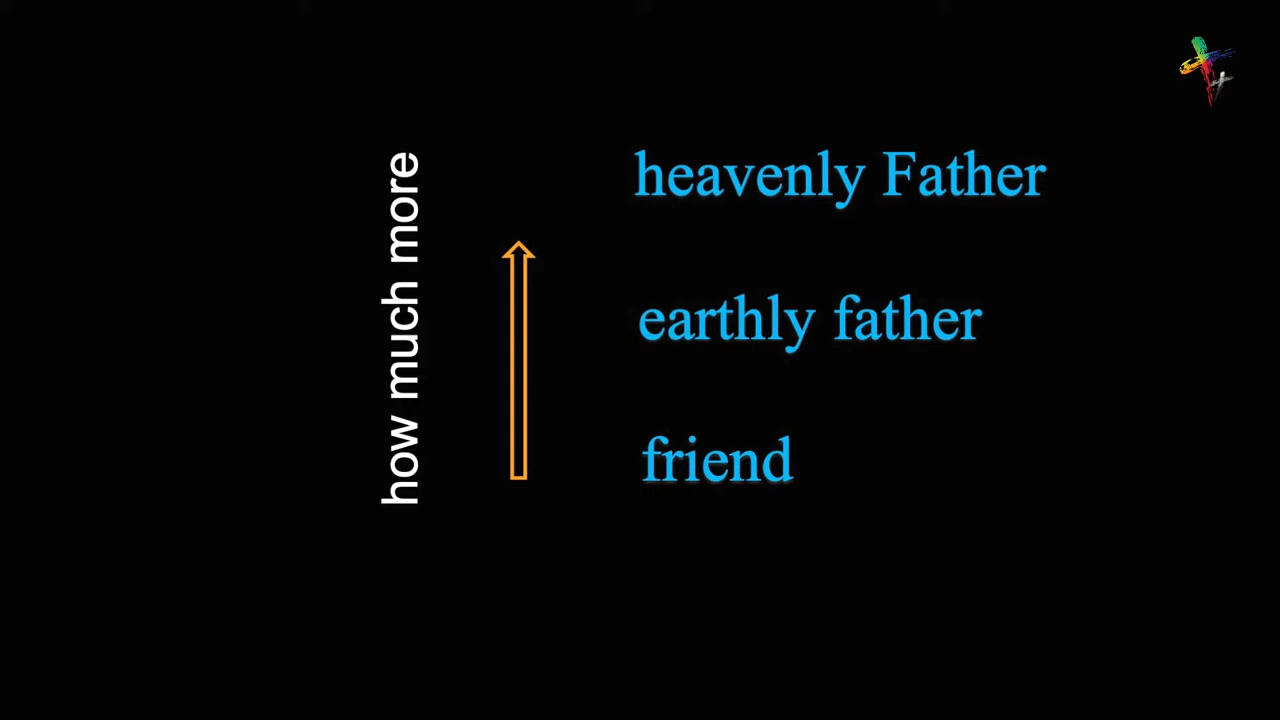 how much more
heavenly Father
earthly father
friend